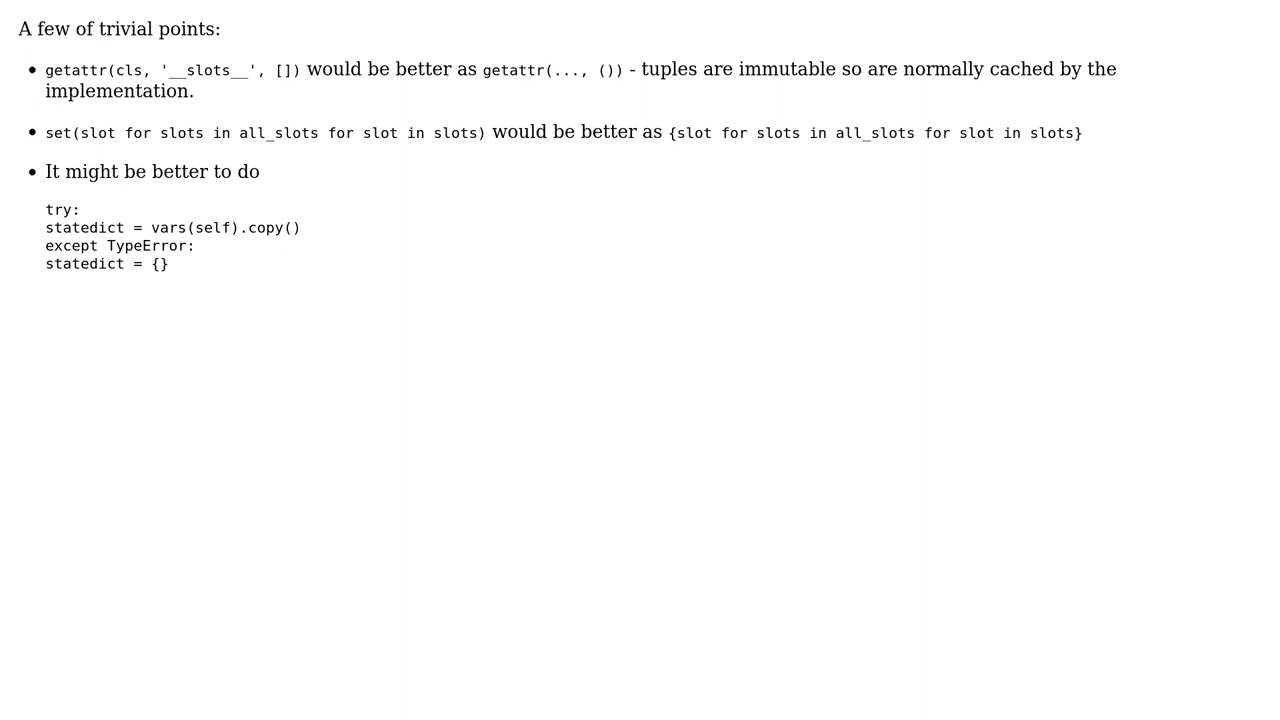 A few of trivial points:
• getattr(cls, '__slots__', []) would be better as getattr(..., ()) - tuples are immutable so are normally cached by the
implementation.
• set(slot for slots in all_slots for slot in slots) would be better as {slot for slots in all_slots for slot in slots}
• It might be better to do
try:
statedict = vars(self).copy()
except TypeError:
statedict = {}